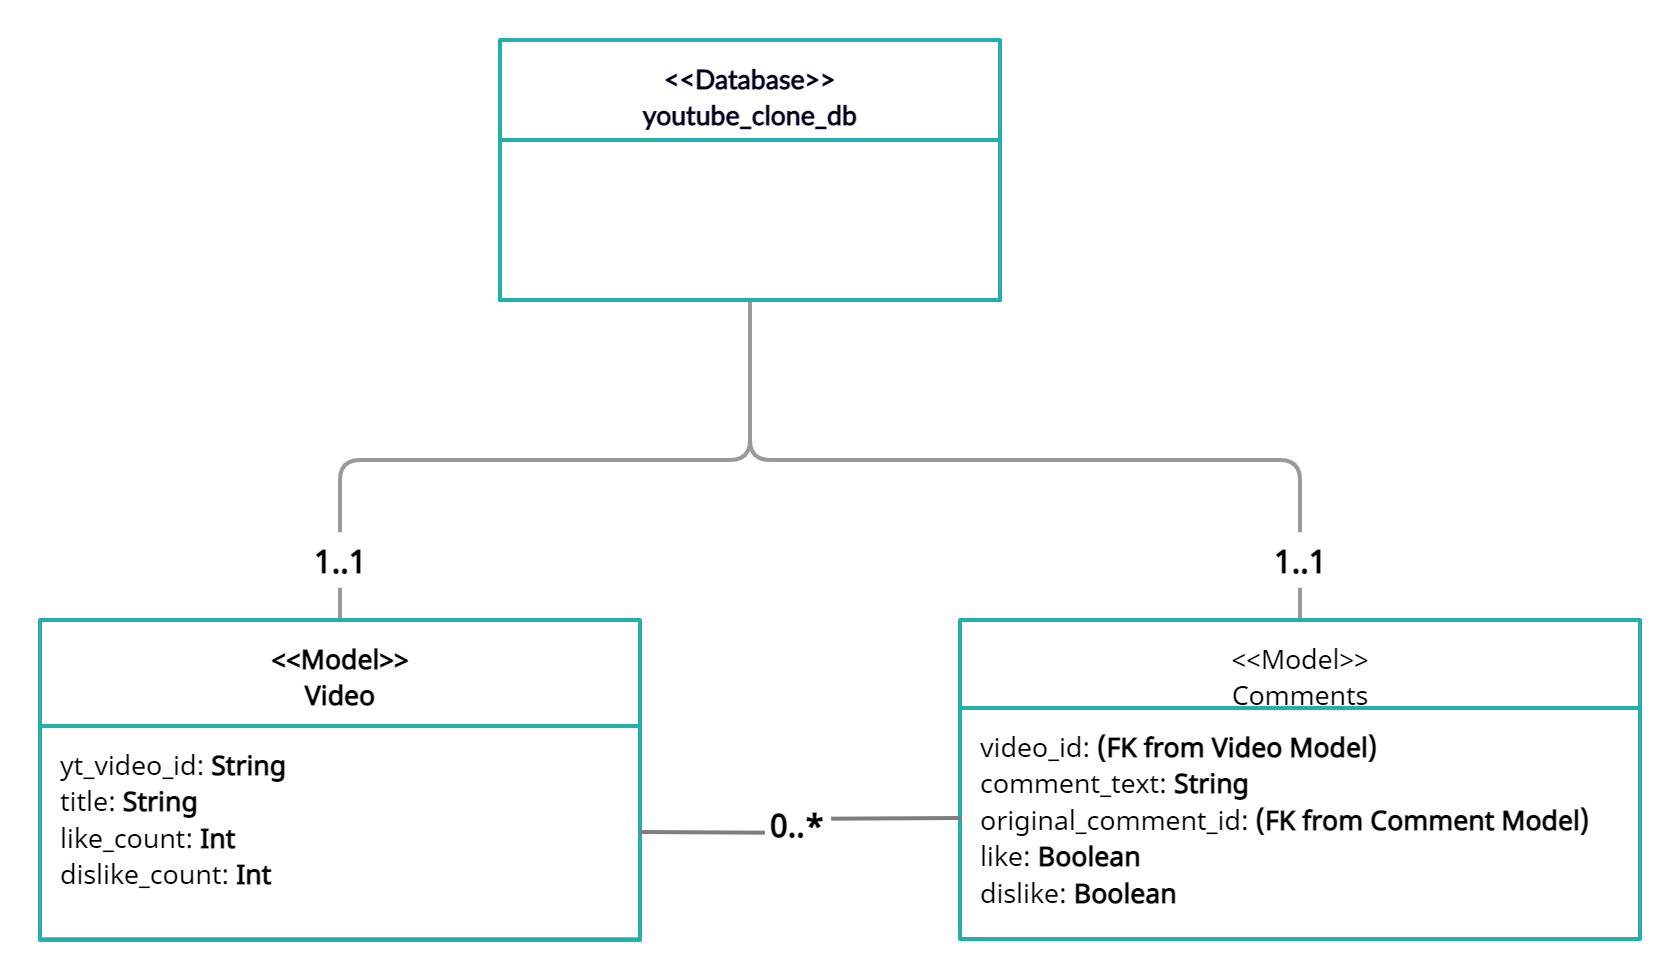 <<Database>>
youtube_clone_db
1..1
1..1
<<Model>>
Video
yt_video_id: String
title: String
like_count: Int
dislike_count: Int
0..*
<<Model>>
Comments
video_id: (FK from Video Model)
comment_text: String
original_comment_id: (FK from Comment Model)
like: Boolean
dislike: Boolean